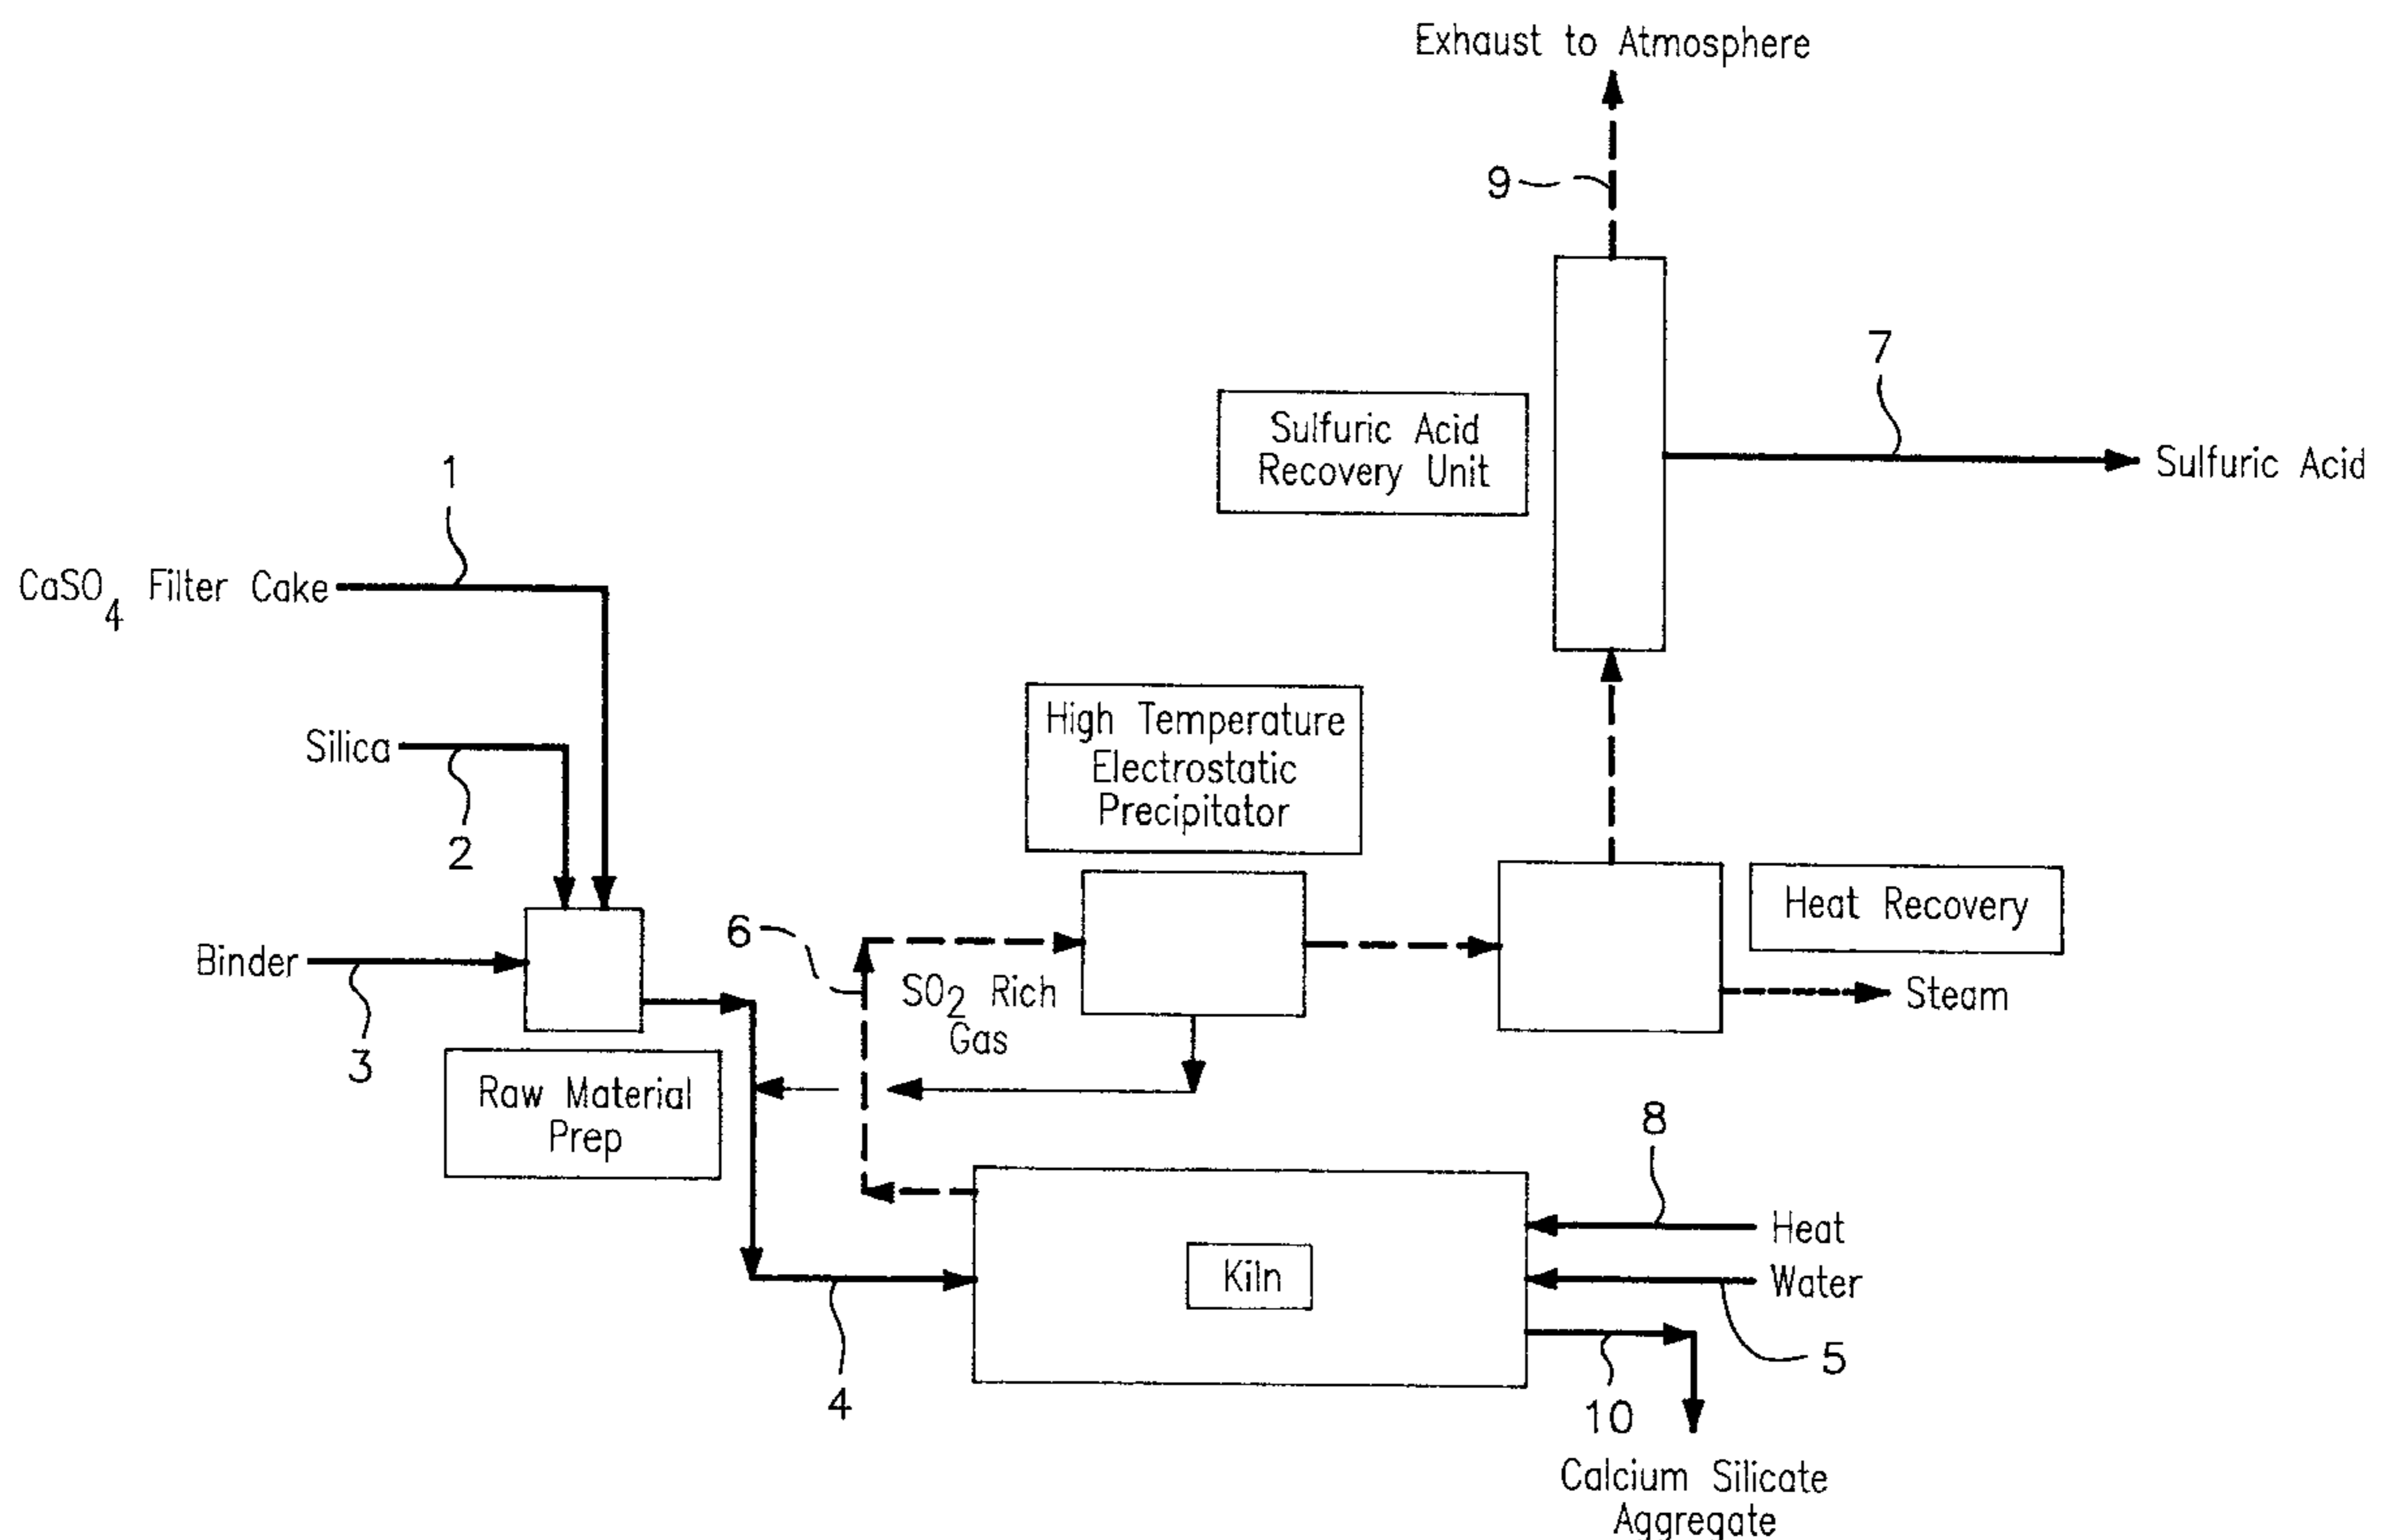 Exhaust to Atmosphere
9
7
Sulfuric Acid
Recovery Unit
Sulfuric Acid
1
CaSO4 Filter Cake
Silica
2
High Temperature
Electrostatic
Precipitator
Heat Recovery
Binder
3
6
SO2 Rich
Gas
Steam
Raw Material
Prep
8
Heat
Kiln
Water
5
4
10
Calcium Silicate
Aggregate